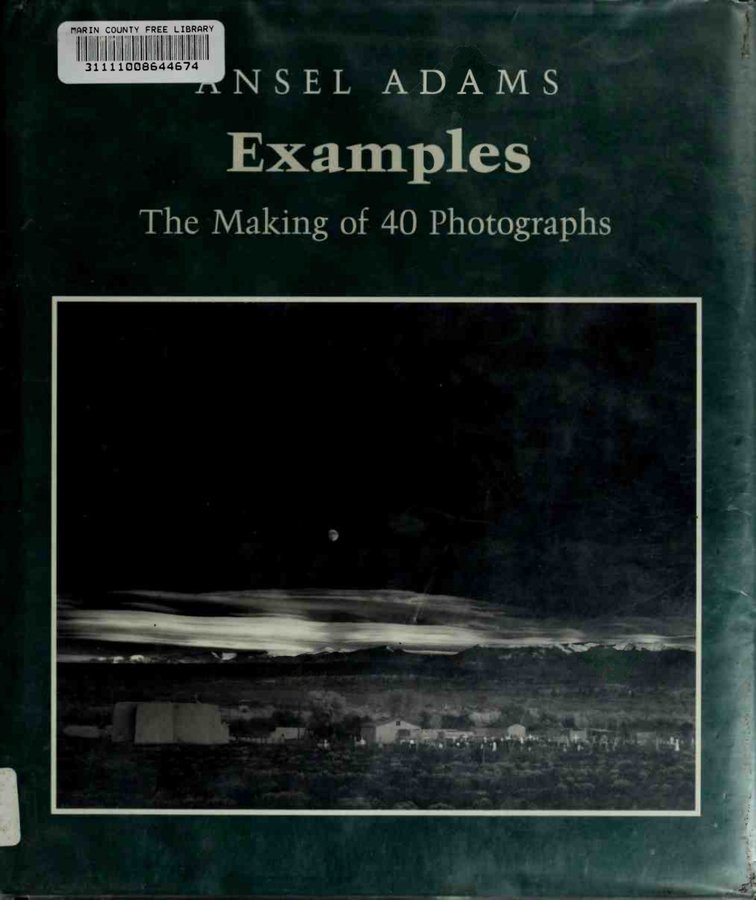 MARIN COUNTY FREE LIBRARY
31111008644674
ANSEL ADAMS
Examples
The Making of 40 Photographs